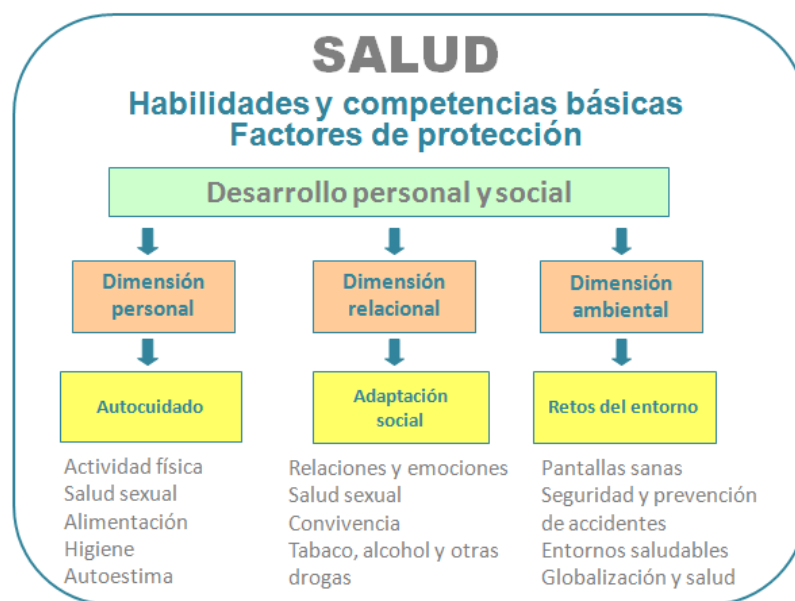 SALUD
Habilidades y competencias básicas
Factores de protección
Desarrollo personal y social
Dimensión
personal
Dimensión
relacional
Dimensión
ambiental
Autocuidado
Adaptación
social
Retos del entorno
Actividad física
Salud sexual
Alimentación
Higiene
Autoestima
Relaciones y emociones
Salud sexual
Convivencia
Tabaco, alcohol y otras
drogas
Pantallas sanas
Seguridad y prevención
de accidentes
Entornos saludables
Globalización y salud